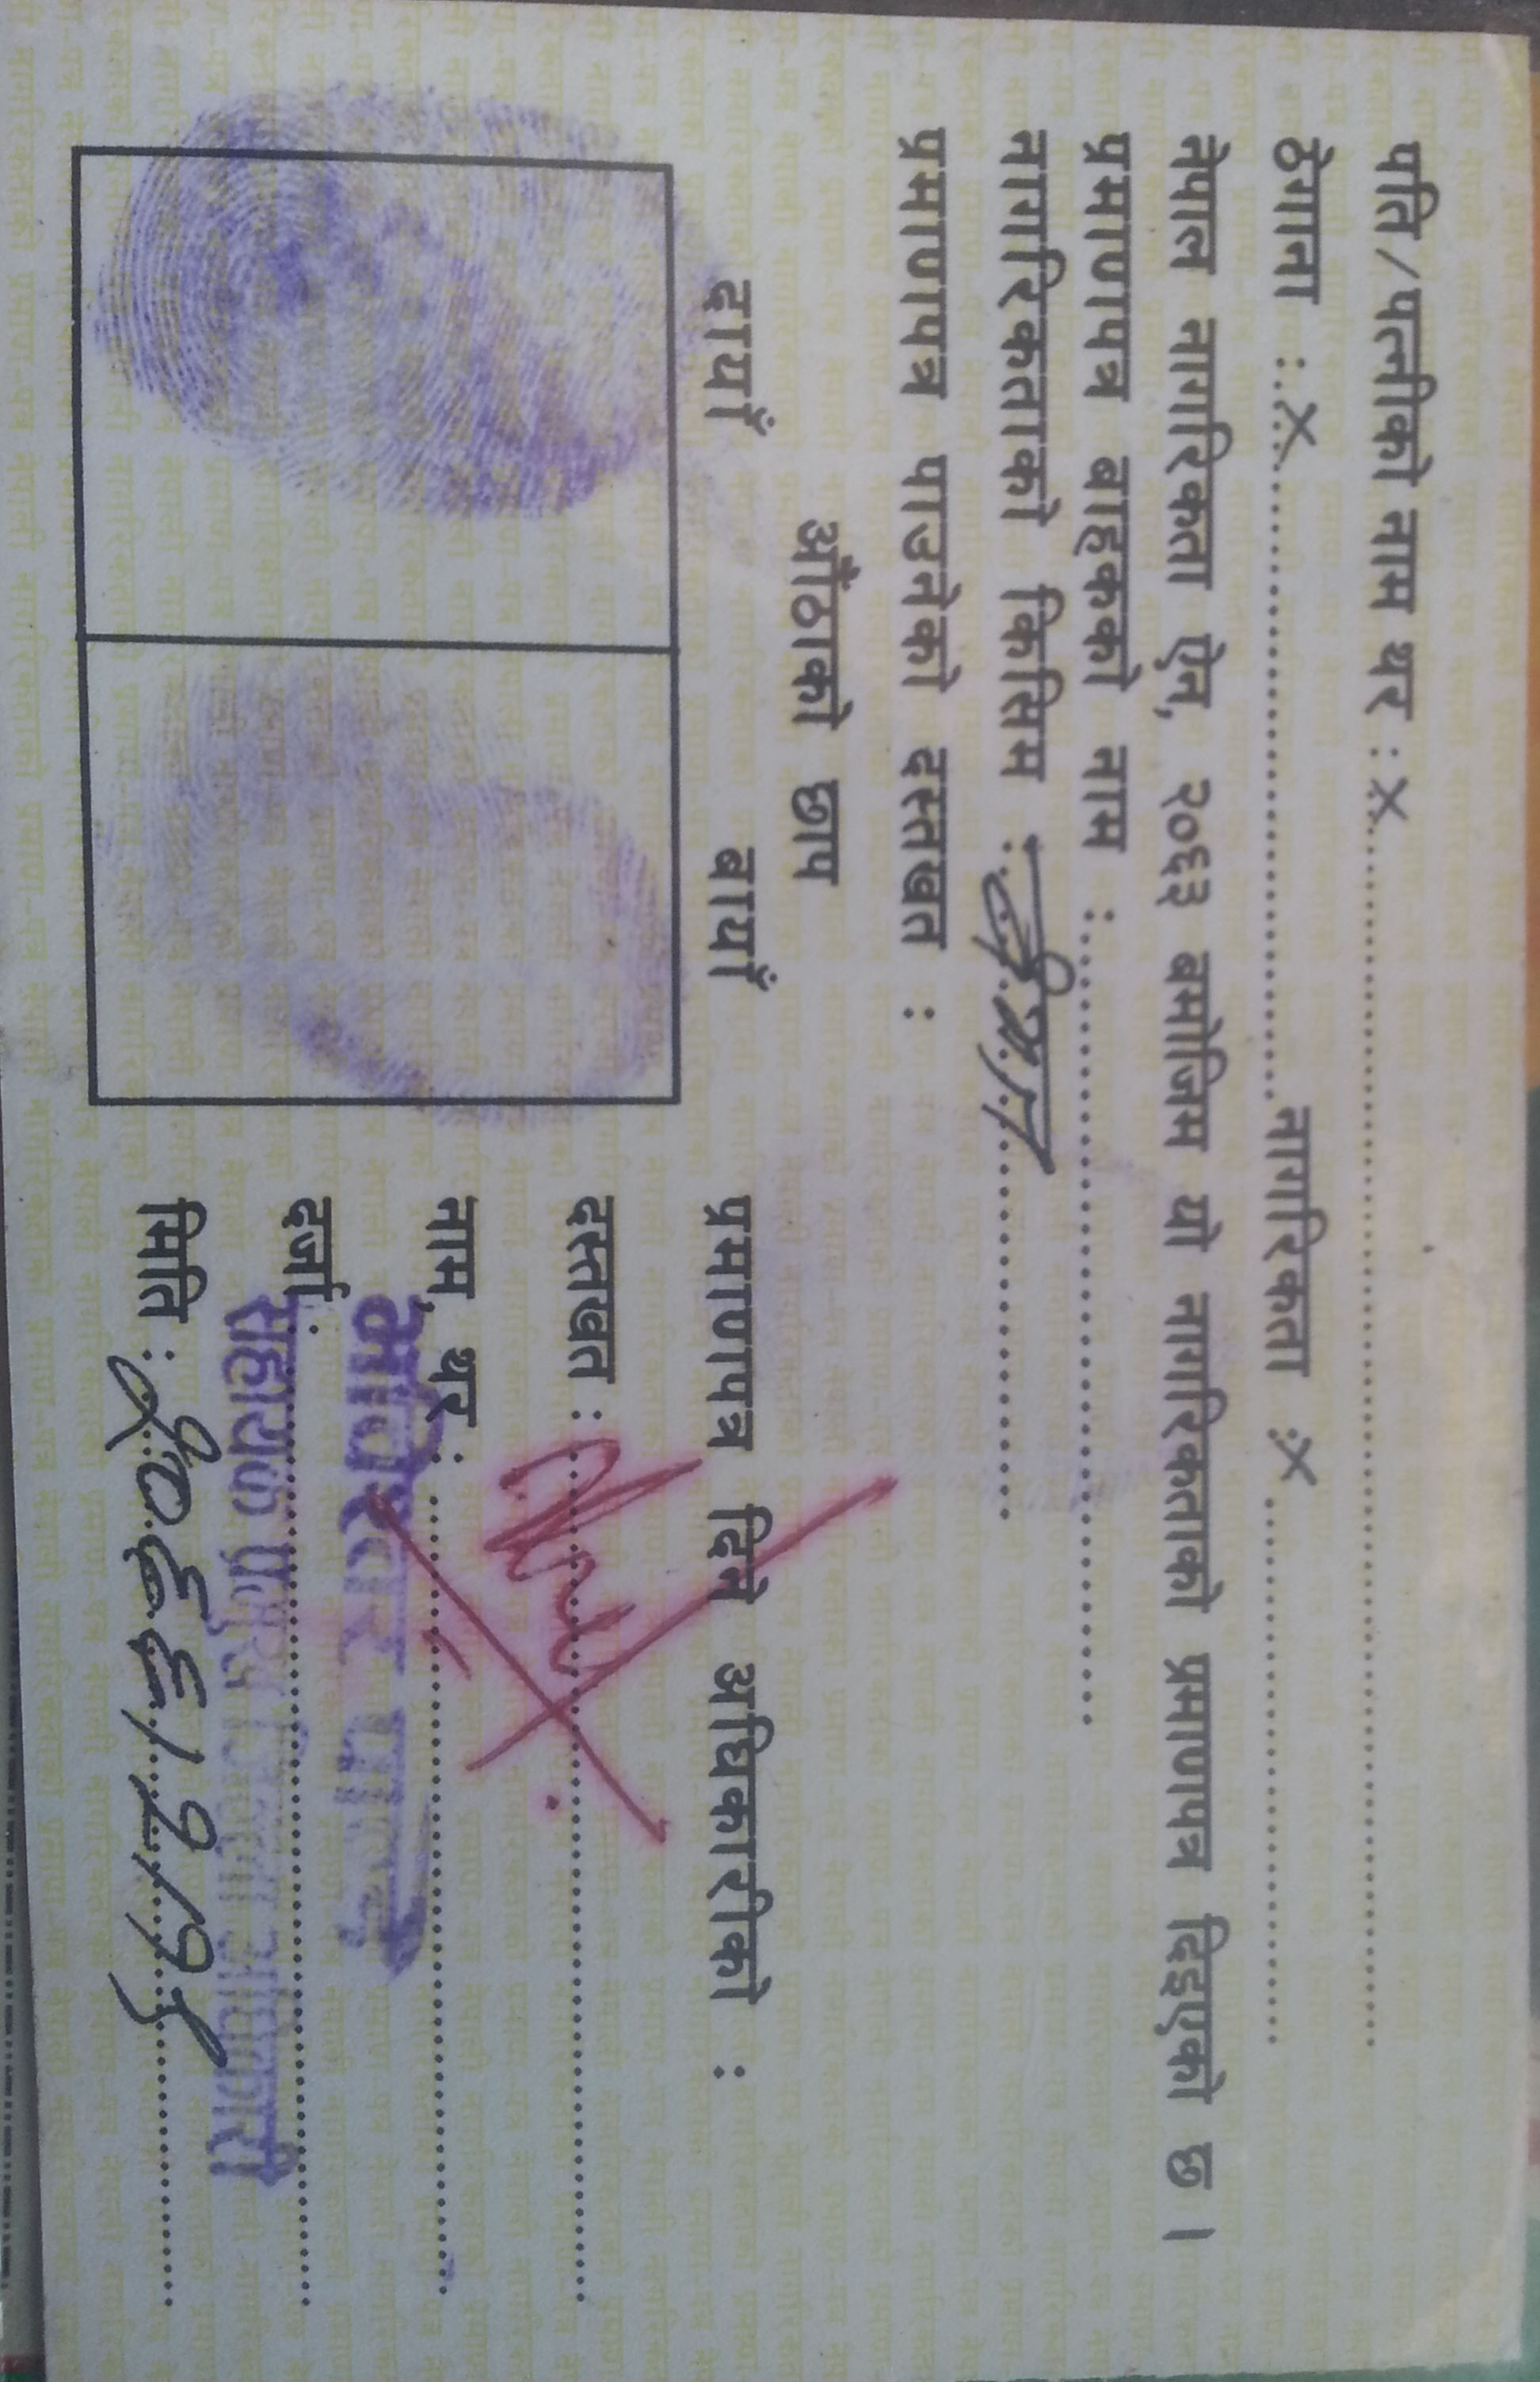 पति/पत्नीको नाम थर : ×
ठेगाना : × नागरिकता : ×
नेपाल नागरिकता ऐन, २०६३ बमोजिम यो नागरिकताको प्रमाणपत्र दिइएको छ ।
प्रमाणपत्र बाहकको नाम :
नागरिकताको किसिम : वंशज
प्रमाणपत्र पाउनेको दस्तखत :
औंठाको छाप
दायाँ बायाँ
प्रमाणपत्र दिने अधिकारीको :
दस्तखत :
नाम, थर :
दर्जा :
सहायक प्रमुख जिल्ला अधिकारी
मिति : २०६६/२/१५